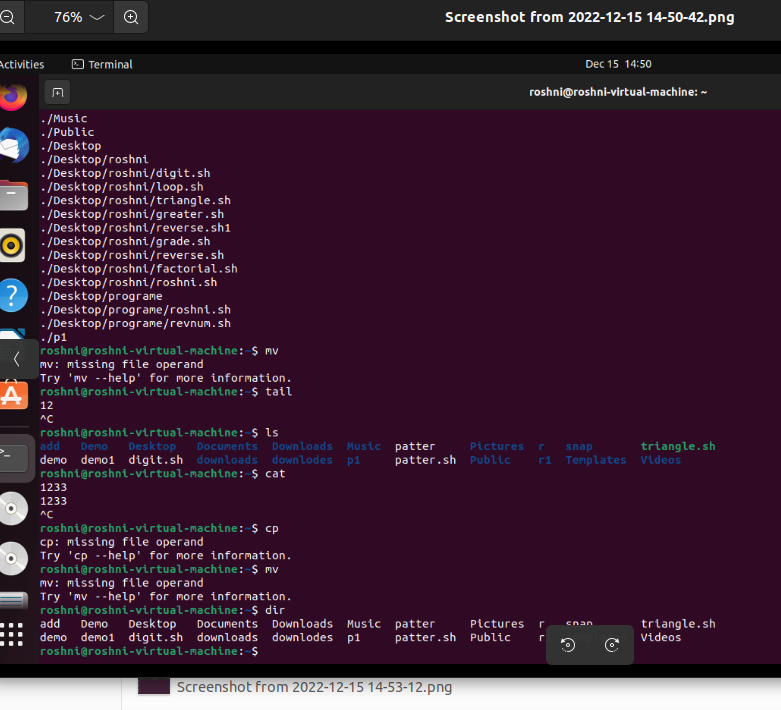 76%
Screenshot from 2022-12-15 14-50-42.png
Activities
Terminal
Dec 15 14:50
roshni@roshni-virtual-machine: ~
./Music
./Public
./Desktop
./Desktop/roshni
./Desktop/roshni/digit.sh
./Desktop/roshni/loop.sh
./Desktop/roshni/triangle.sh
./Desktop/roshni/greater.sh
./Desktop/roshni/reverse.sh1
./Desktop/roshni/grade.sh
./Desktop/roshni/reverse.sh
./Desktop/roshni/factorial.sh
./Desktop/roshni/roshni.sh
./Desktop/programe
./Desktop/programe/roshni.sh
./Desktop/programe/revnum.sh
./p1
roshni@roshni-virtual-machine:~$ mv
mv: missing file operand
Try 'mv --help' for more information.
roshni@roshni-virtual-machine:~$ tail
12
^C
roshni@roshni-virtual-machine:~$ ls
add Demo Desktop Documents Downloads Music patter Pictures r snap triangle.sh
demo demo1 digit.sh downloads downlodes p1 patter.sh Public r1 Templates Videos
roshni@roshni-virtual-machine:~$ cat
1233
1233
^C
roshni@roshni-virtual-machine:~$ cp
cp: missing file operand
Try 'cp --help' for more information.
roshni@roshni-virtual-machine:~$ mv
mv: missing file operand
Try 'mv --help' for more information.
roshni@roshni-virtual-machine:~$ dir
add Demo Desktop Documents Downloads Music patter Pictures r snap triangle.sh
demo demo1 digit.sh downloads downlodes p1 patter.sh Public Videos
roshni@roshni-virtual-machine:~$
Screenshot from 2022-12-15 14-53-12.png